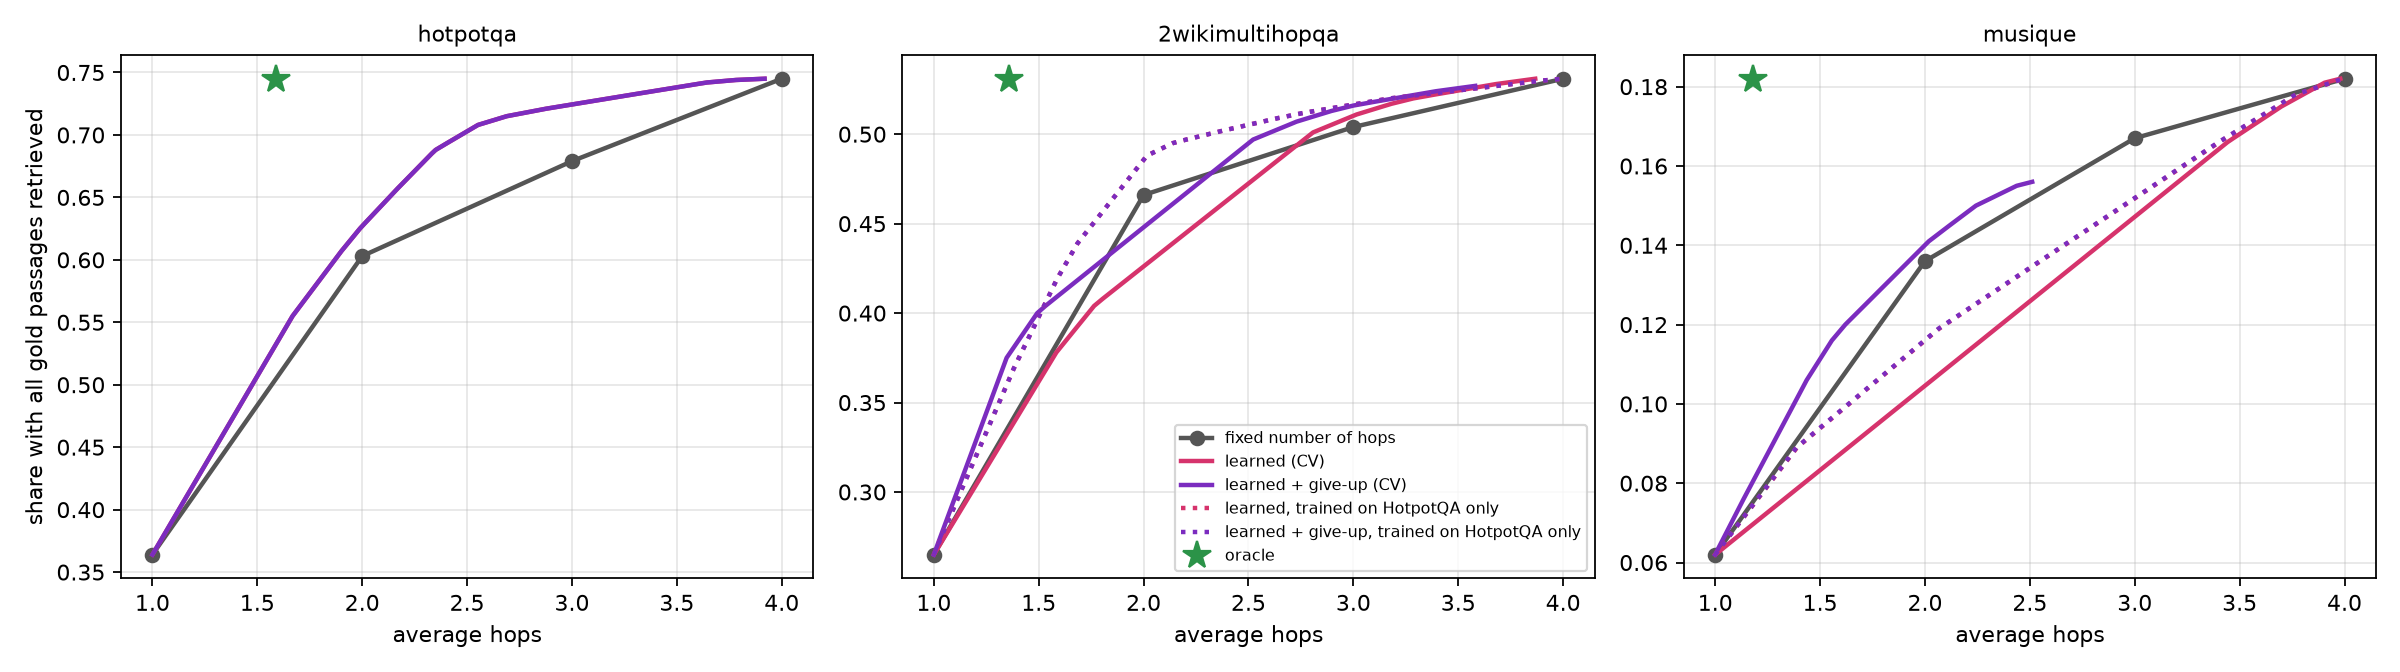 hotpotqa
share with all gold passages retrieved
0.75
0.70
0.65
0.60
0.55
0.50
0.45
0.40
0.35
1.0 1.5 2.0 2.5 3.0 3.5 4.0
average hops
2wikimultihopqa
0.50
0.45
0.40
0.35
0.30
fixed number of hops
learned (CV)
learned + give-up (CV)
learned, trained on HotpotQA only
learned + give-up, trained on HotpotQA only
oracle
1.0 1.5 2.0 2.5 3.0 3.5 4.0
average hops
musique
0.18
0.16
0.14
0.12
0.10
0.08
0.06
1.0 1.5 2.0 2.5 3.0 3.5 4.0
average hops